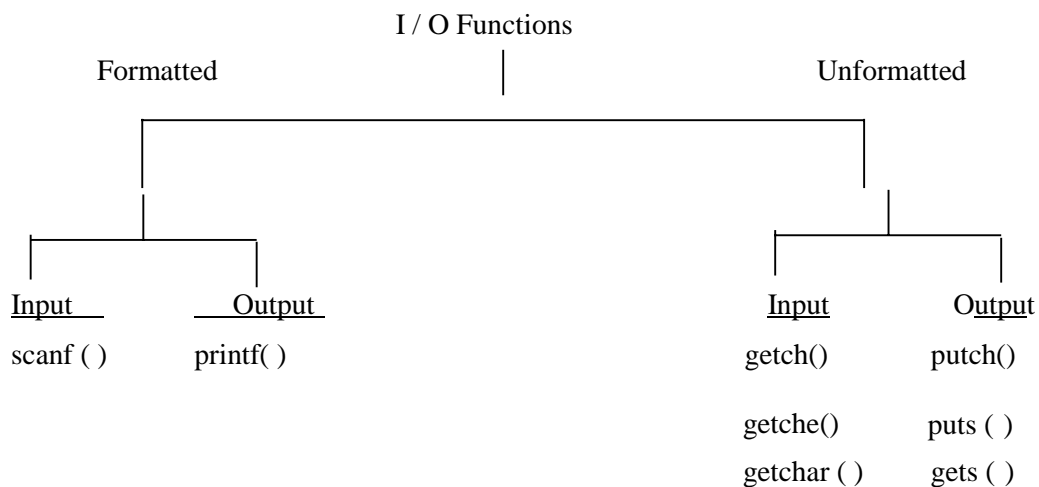 I / O Functions
Formatted Unformatted
Input Output Input Output
scanf ( ) printf( ) getch() putch()
getche() puts ( )
getchar ( ) gets ( )